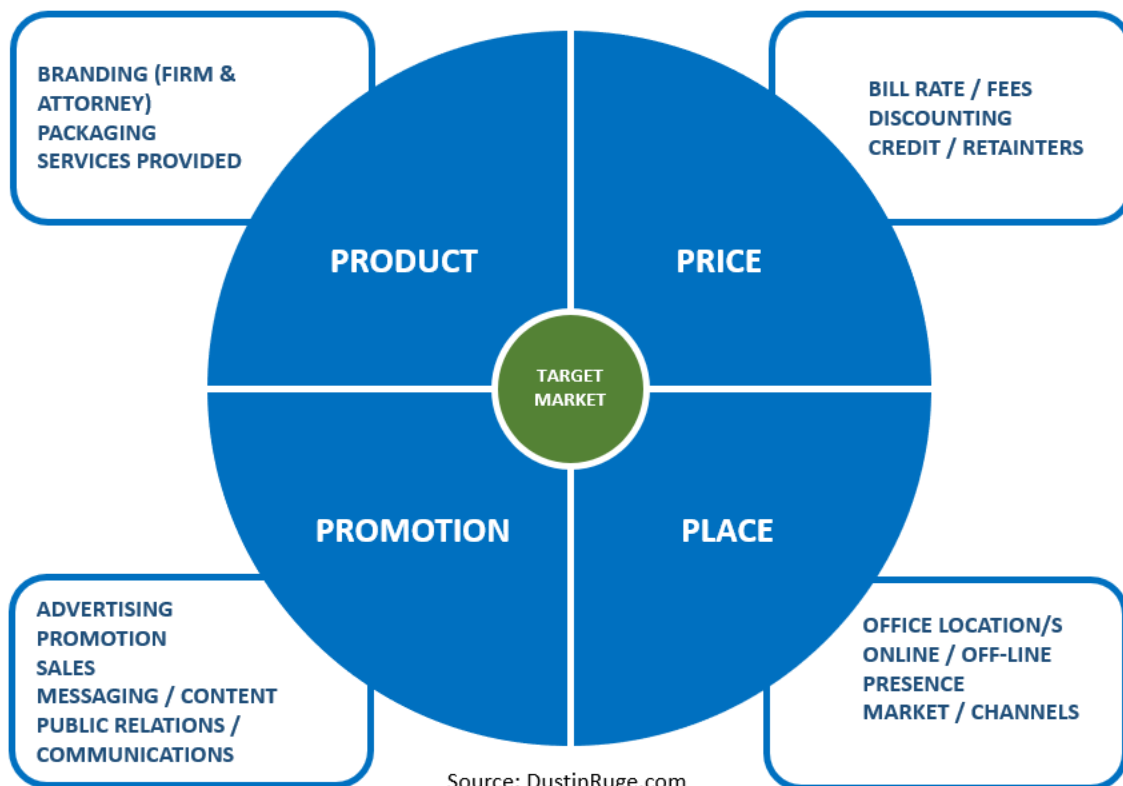 BRANDING (FIRM &
ATTORNEY)
PACKAGING
SERVICES PROVIDED
BILL RATE / FEES
DISCOUNTING
CREDIT / RETAINTERS
PRODUCT
PRICE
TARGET
MARKET
PROMOTION
PLACE
ADVERTISING
PROMOTION
SALES
MESSAGING / CONTENT
PUBLIC RELATIONS /
COMMUNICATIONS
OFFICE LOCATION/S
ONLINE / OFF-LINE
PRESENCE
MARKET / CHANNELS
Source: DustinRuge.com